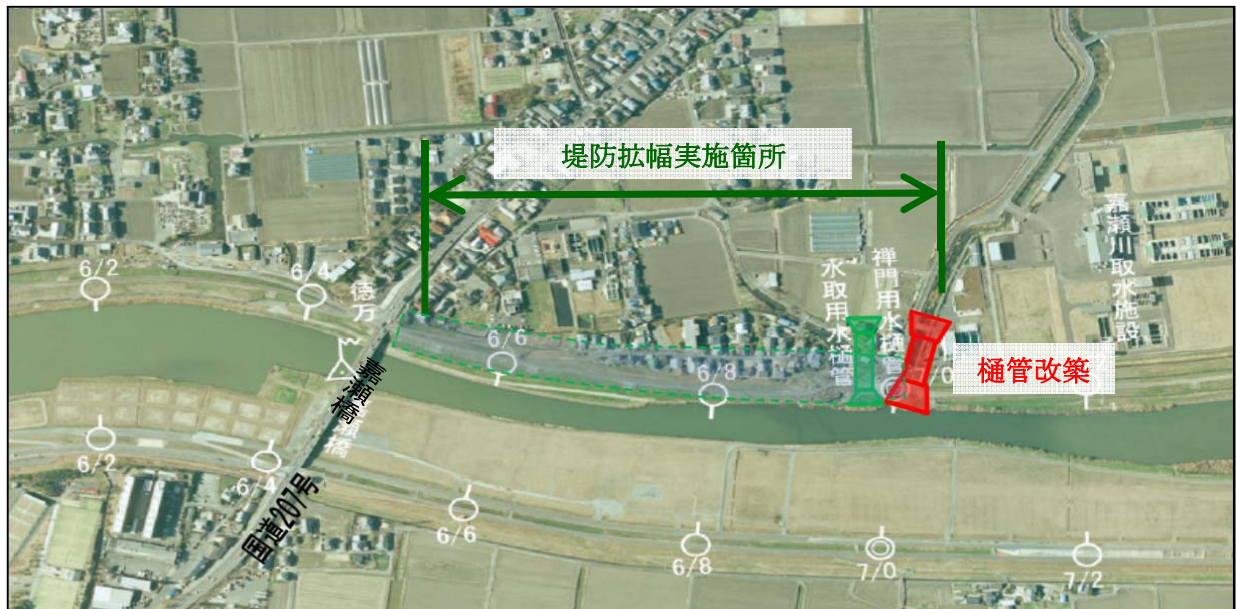 堤防拡幅実施箇所
6/2
6/4
徳万
嘉瀬橋
6/6
6/8
水取用水樋管
禅門用水樋管
7/0
樋管改築
嘉瀬川取水施設
6/2
6/4
国道207号
6/6
6/8
7/0
7/2